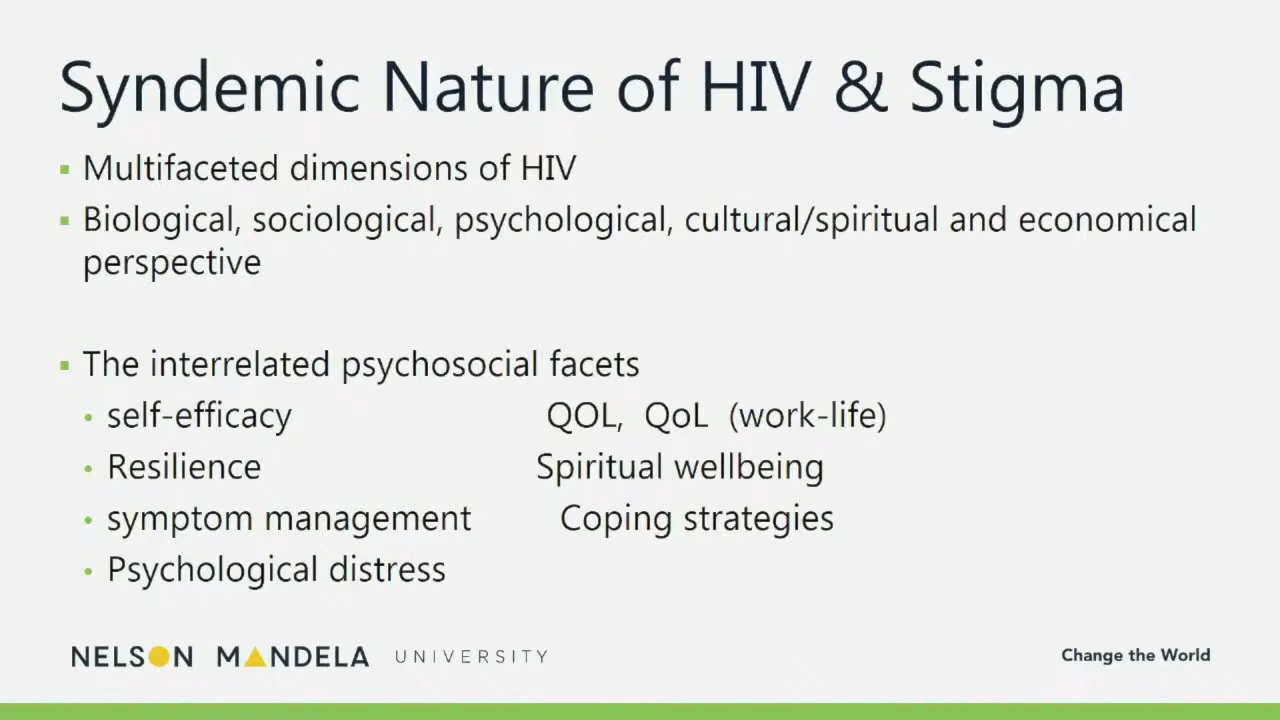 Syndemic Nature of HIV & Stigma
Multifaceted dimensions of HIV
Biological, sociological, psychological, cultural/spiritual and economical
perspective
The interrelated psychosocial facets
self-efficacy QOL, QoL (work-life)
Resilience Spiritual wellbeing
symptom management Coping strategies
Psychological distress
NELSON MANDELA UNIVERSITY
Change the World